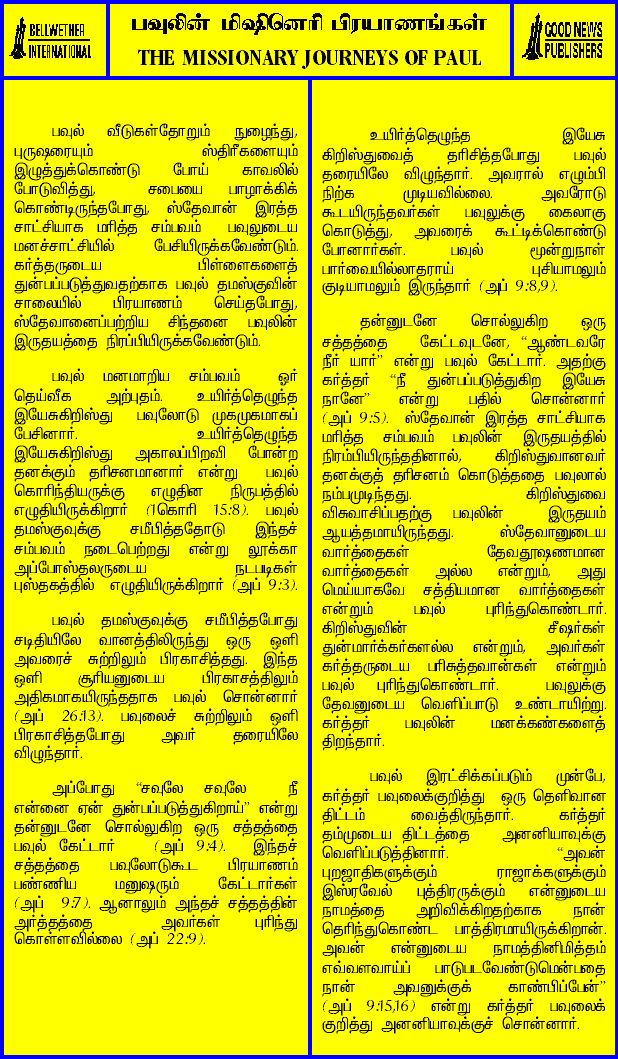 BELLWETHER
INTERNATIONAL
பவுலின் மிஷினெரி பிரயாணங்கள்
THE MISSIONARY JOURNEYS OF PAUL
GOOD NEWS
PUBLISHERS
பவுல் வீடுகள்தோறும் நுழைந்து,
புருஷரையும் ஸ்திரீகளையும்
இழுத்துக்கொண்டு போய் காவலில்
போடுவித்து, சபையை பாழாக்கிக்
கொண்டிருந்தபோது, ஸ்தேவான் இரத்த
சாட்சியாக மரித்த சம்பவம் பவுலுடைய
மனச்சாட்சியில் பேசியிருக்கவேண்டும்.
கர்த்தருடைய பிள்ளைகளைத்
துன்பப்படுத்துவதற்காக பவுல் தமஸ்குவின்
சாலையில் பிரயாணம் செய்தபோது,
ஸ்தேவானைப்பற்றிய சிந்தனை பவுலின்
இருதயத்தை நிரப்பியிருக்கவேண்டும்.
பவுல் மனமாறிய சம்பவம் ஓர்
தெய்வீக அற்புதம். உயிர்த்தெழுந்த
இயேசுகிறிஸ்து பவுலோடு முகமுகமாகப்
பேசினார். உயிர்த்தெழுந்த
இயேசுகிறிஸ்து அகாலப்பிறவி போன்ற
தனக்கும் தரிசனமானார் என்று பவுல்
கொரிந்தியருக்கு எழுதின நிருபத்தில்
எழுதியிருக்கிறார் (1கொரி 15:8). பவுல்
தமஸ்குவுக்கு சமீபித்தபோது இந்தச்
சம்பவம் நடைபெற்றது என்று லூக்கா
அப்போஸ்தலருடைய நடபடிகள்
புஸ்தகத்தில் எழுதியிருக்கிறார் (அப் 9:3).
பவுல் தமஸ்குவுக்கு சமீபித்தபோது
சடிதியிலே வானத்திலிருந்து ஒரு ஒளி
அவரைச் சுற்றிலும் பிரகாசித்தது. இந்த
ஒளி சூரியனுடைய பிரகாசத்திலும்
அதிகமாகயிருந்ததாக பவுல் சொன்னார்
(அப் 26:13). பவுலைச் சுற்றிலும் ஒளி
பிரகாசித்தபோது அவர் தரையிலே
விழுந்தார்.
அப்போது “சவுலே சவுலே நீ
என்னை ஏன் துன்பப்படுத்துகிறாய்” என்று
தன்னுடனே சொல்லுகிற ஒரு சத்தத்தை
பவுல் கேட்டார் (அப் 9:4). இந்தச்
சத்தத்தை பவுலோடுகூட பிரயாணம்
பண்ணிய மனுஷரும் கேட்டார்கள்
(அப் 9:7). ஆனாலும் அந்தச் சத்தத்தின்
அர்த்தத்தை அவர்கள் புரிந்து
கொள்ளவில்லை (அப் 22:9).
உயிர்த்தெழுந்த இயேசு
கிறிஸ்துவைத் தரிசித்தபோது பவுல்
தரையிலே விழுந்தார். அவரால் எழும்பி
நிற்க முடியவில்லை. அவரோடு
கூடயிருந்தவர்கள் பவுலுக்கு கைலாகு
கொடுத்து, அவரைக் கூட்டிக்கொண்டு
போனார்கள். பவுல் மூன்றுநாள்
பார்வையில்லாதராய் புசியாமலும்
குடியாமலும் இருந்தார் (அப் 9:8,9).
தன்னுடனே சொல்லுகிற ஒரு
சத்தத்தை கேட்டவுடனே, “ஆண்டவரே
நீர் யார்” என்று பவுல் கேட்டார். அதற்கு
கர்த்தர் “நீ துன்பப்படுத்துகிற இயேசு
நானே” என்று பதில் சொன்னார்
(அப் 9:5). ஸ்தேவான் இரத்த சாட்சியாக
மரித்த சம்பவம் பவுலின் இருதயத்தில்
நிரம்பியிருந்ததினால், கிறிஸ்துவானவர்
தனக்குத் தரிசனம் கொடுத்ததை பவுலால்
நம்பமுடிந்தது. கிறிஸ்துவை
விசுவாசிப்பதற்கு பவுலின் இருதயம்
ஆயத்தமாயிருந்தது. ஸ்தேவானுடைய
வார்த்தைகள் தேவதூஷணமான
வார்த்தைகள் அல்ல என்றும், அது
மெய்யாகவே சத்தியமான வார்த்தைகள்
என்றும் பவுல் புரிந்துகொண்டார்.
கிறிஸ்துவின் சீஷர்கள்
துன்மார்க்கர்களல்ல என்றும், அவர்கள்
கர்த்தருடைய பரிசுத்தவான்கள் என்றும்
பவுல் புரிந்துகொண்டார். பவுலுக்கு
தேவனுடைய வெளிப்பாடு உண்டாயிற்று.
கர்த்தர் பவுலின் மனக்கண்களைத்
திறந்தார்.
பவுல் இரட்சிக்கப்படும் முன்பே,
கர்த்தர் பவுலைக்குறித்து ஒரு தெளிவான
திட்டம் வைத்திருந்தார். கர்த்தர்
தம்முடைய திட்டத்தை அனனியாவுக்கு
வெளிப்படுத்தினார். “அவன்
புறஜாதிகளுக்கும் ராஜாக்களுக்கும்
இஸ்ரவேல் புத்திரருக்கும் என்னுடைய
நாமத்தை அறிவிக்கிறதற்காக நான்
தெரிந்துகொண்ட பாத்திரமாயிருக்கிறான்.
அவன் என்னுடைய நாமத்தினிமித்தம்
எவ்வளவாய்ப் பாடுபடவேண்டுமென்பதை
நான் அவனுக்குக் காண்பிப்பேன்”
(அப் 9:15,16) என்று கர்த்தர் பவுலைக்
குறித்து அனனியாவுக்குச் சொன்னார்.